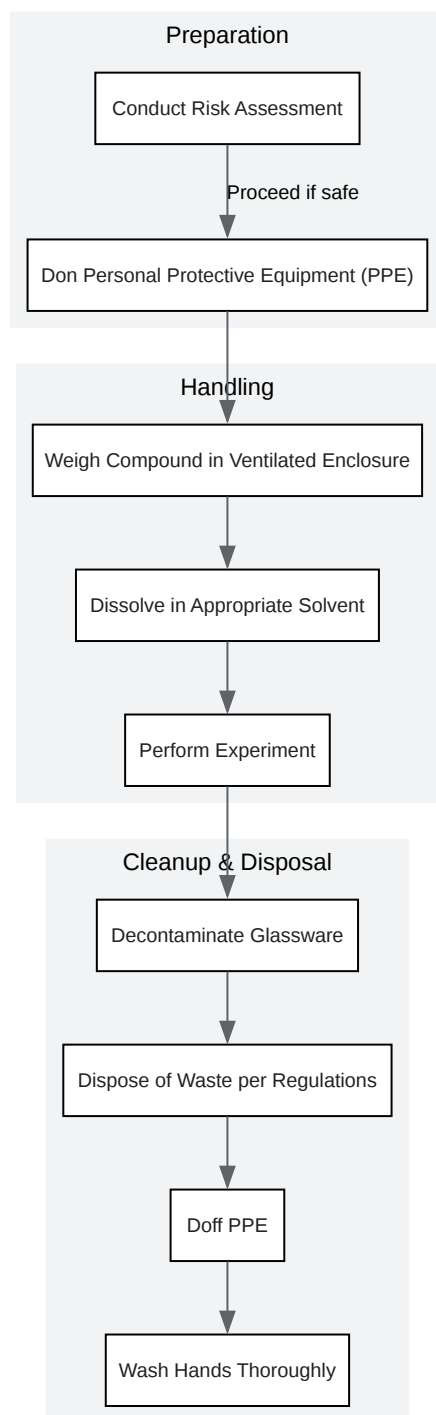 Preparation
Conduct Risk Assessment
Proceed if safe
Don Personal Protective Equipment (PPE)
Handling
Weigh Compound in Ventilated Enclosure
Dissolve in Appropriate Solvent
Perform Experiment
Cleanup & Disposal
Decontaminate Glassware
Dispose of Waste per Regulations
Doff PPE
Wash Hands Thoroughly